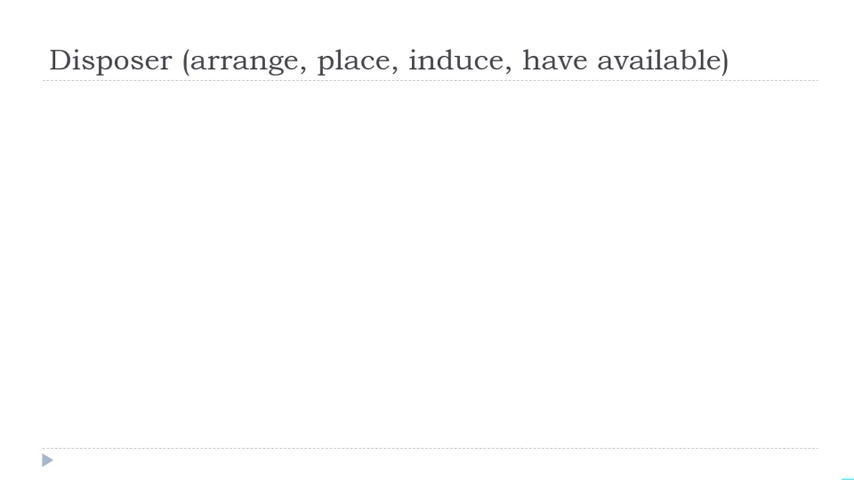 Disposer (arrange, place, induce, have available)